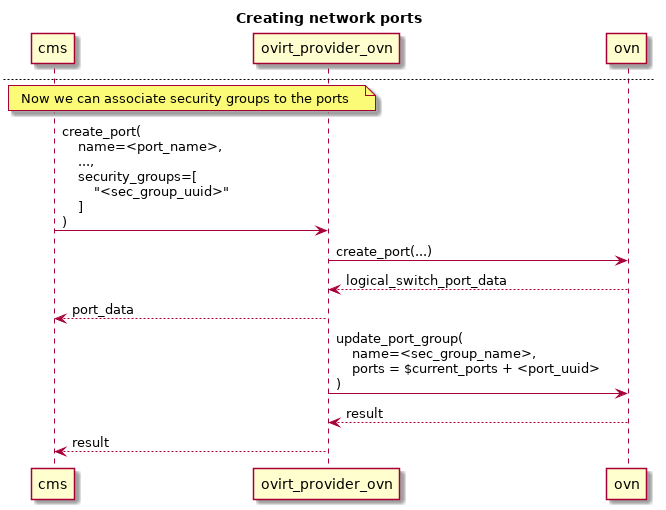 Creating network ports
cms
ovirt_provider_ovn
ovn
Now we can associate security groups to the ports
create_port(
name=<port_name>,
...,
security_groups=[
"<sec_group_uuid>"
]
)
create_port(...)
logical_switch_port_data
port_data
update_port_group(
name=<sec_group_name>,
ports = $current_ports + <port_uuid>
)
result
result
cms
ovirt_provider_ovn
ovn